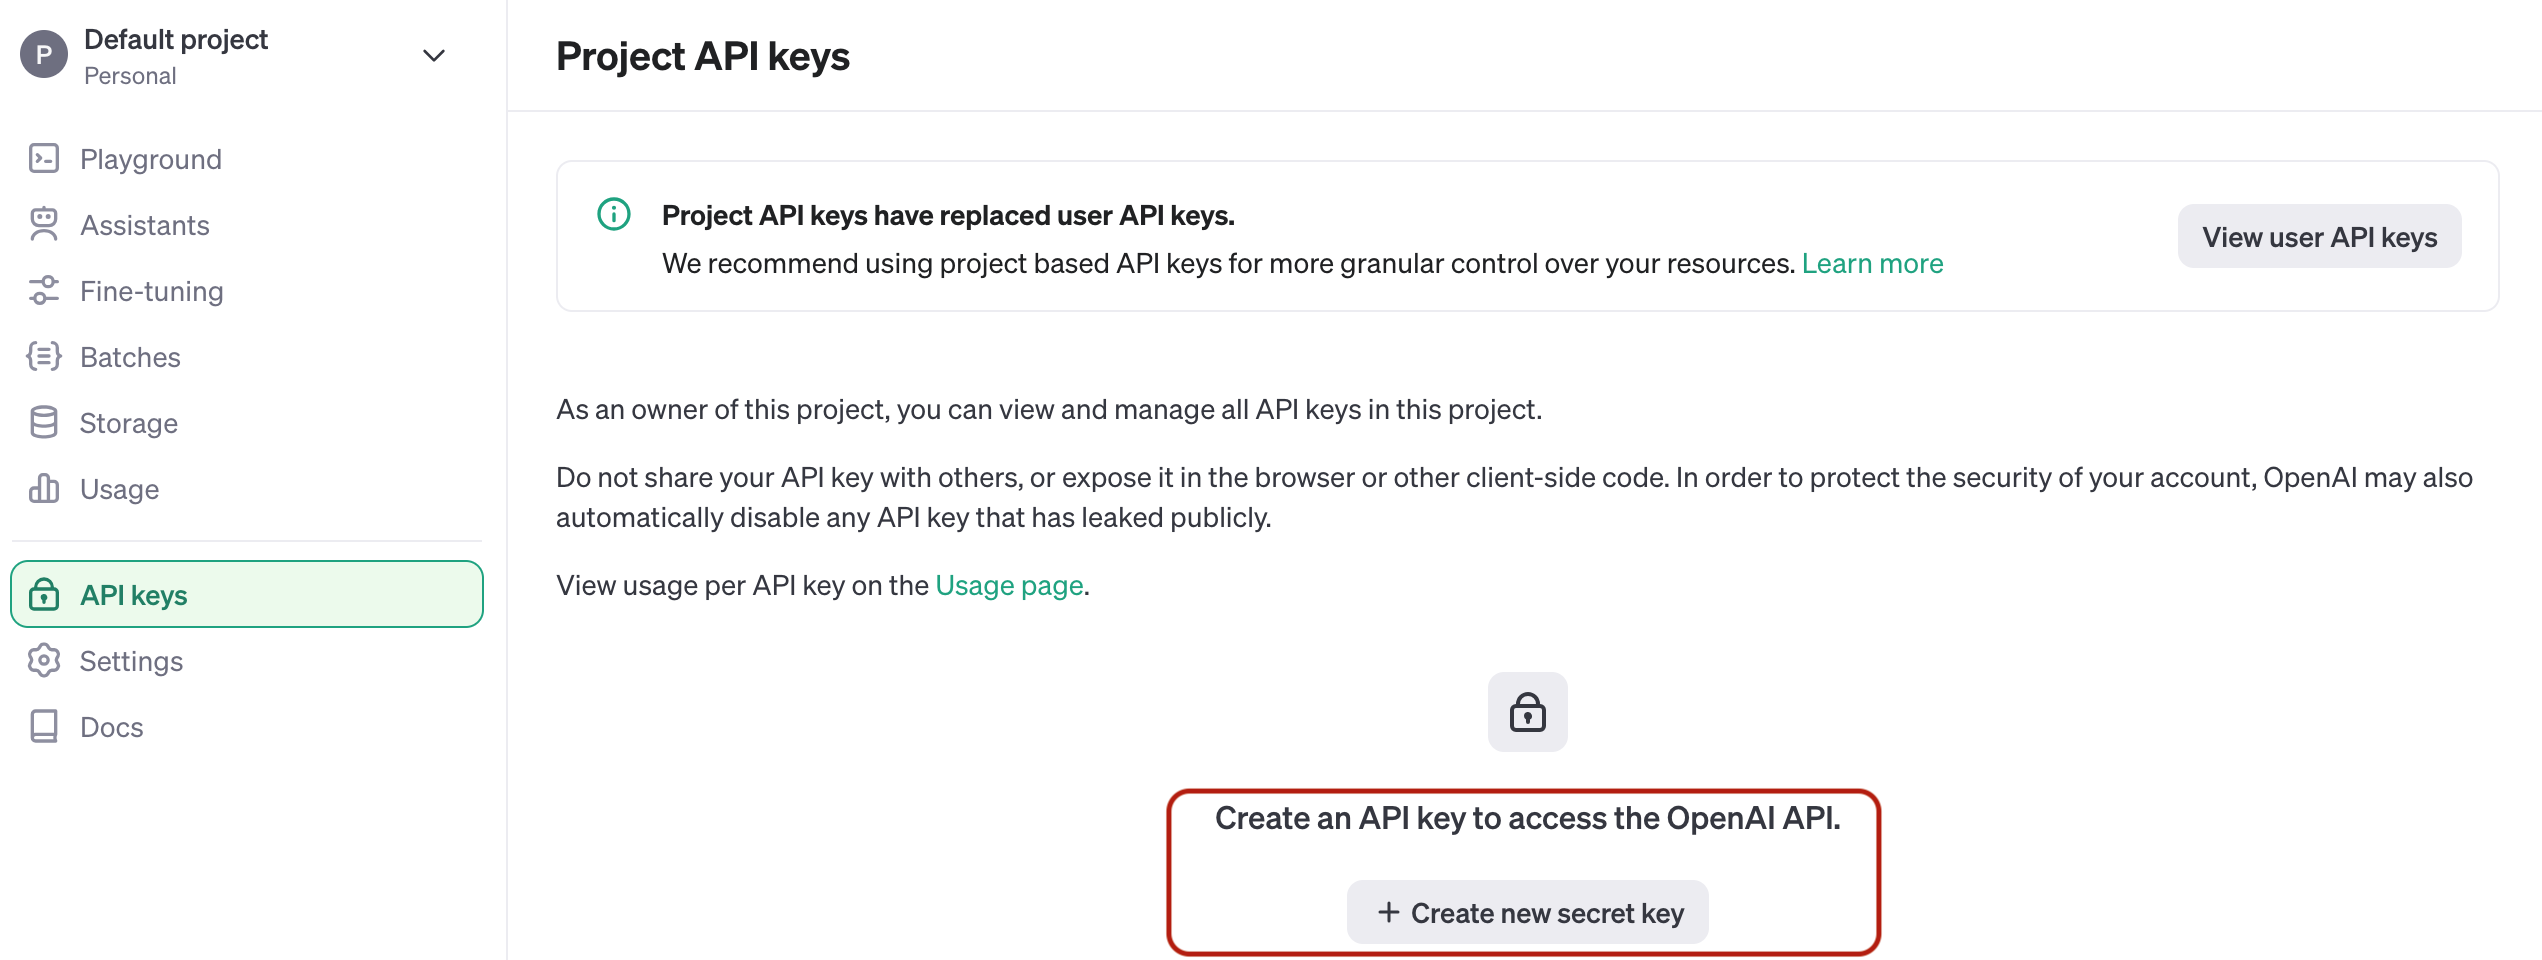 P
Default project
Personal
Playground
Assistants
Fine-tuning
Batches
Storage
Usage
API keys
Settings
Docs
Project API keys
Project API keys have replaced user API keys.
We recommend using project based API keys for more granular control over your resources. Learn more
View user API keys
As an owner of this project, you can view and manage all API keys in this project.
Do not share your API key with others, or expose it in the browser or other client-side code. In order to protect the security of your account, OpenAI may also
automatically disable any API key that has leaked publicly.
View usage per API key on the Usage page.
Create an API key to access the OpenAI API.
+ Create new secret key